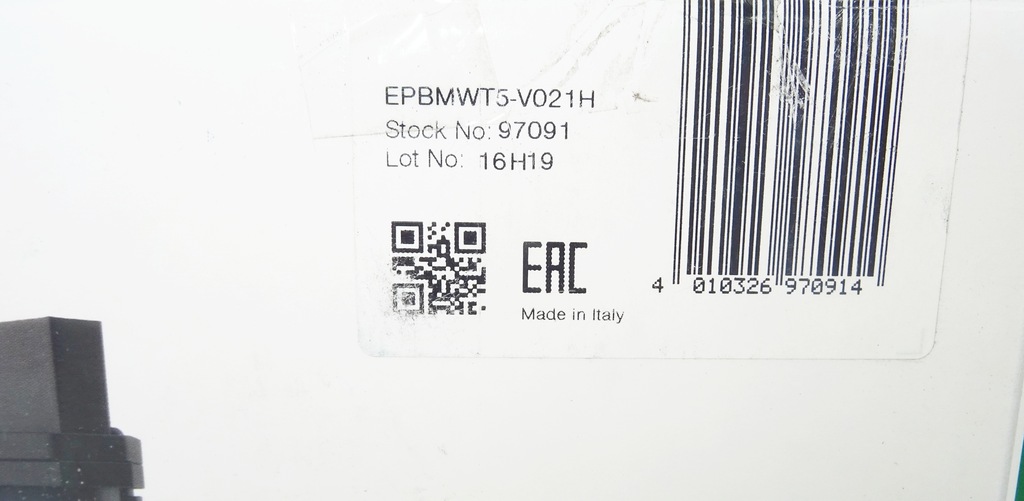 EPBMWT5-V021H
Stock No: 97091
Lot No: 16H19
EAC
Made in Italy
4 010326 970914